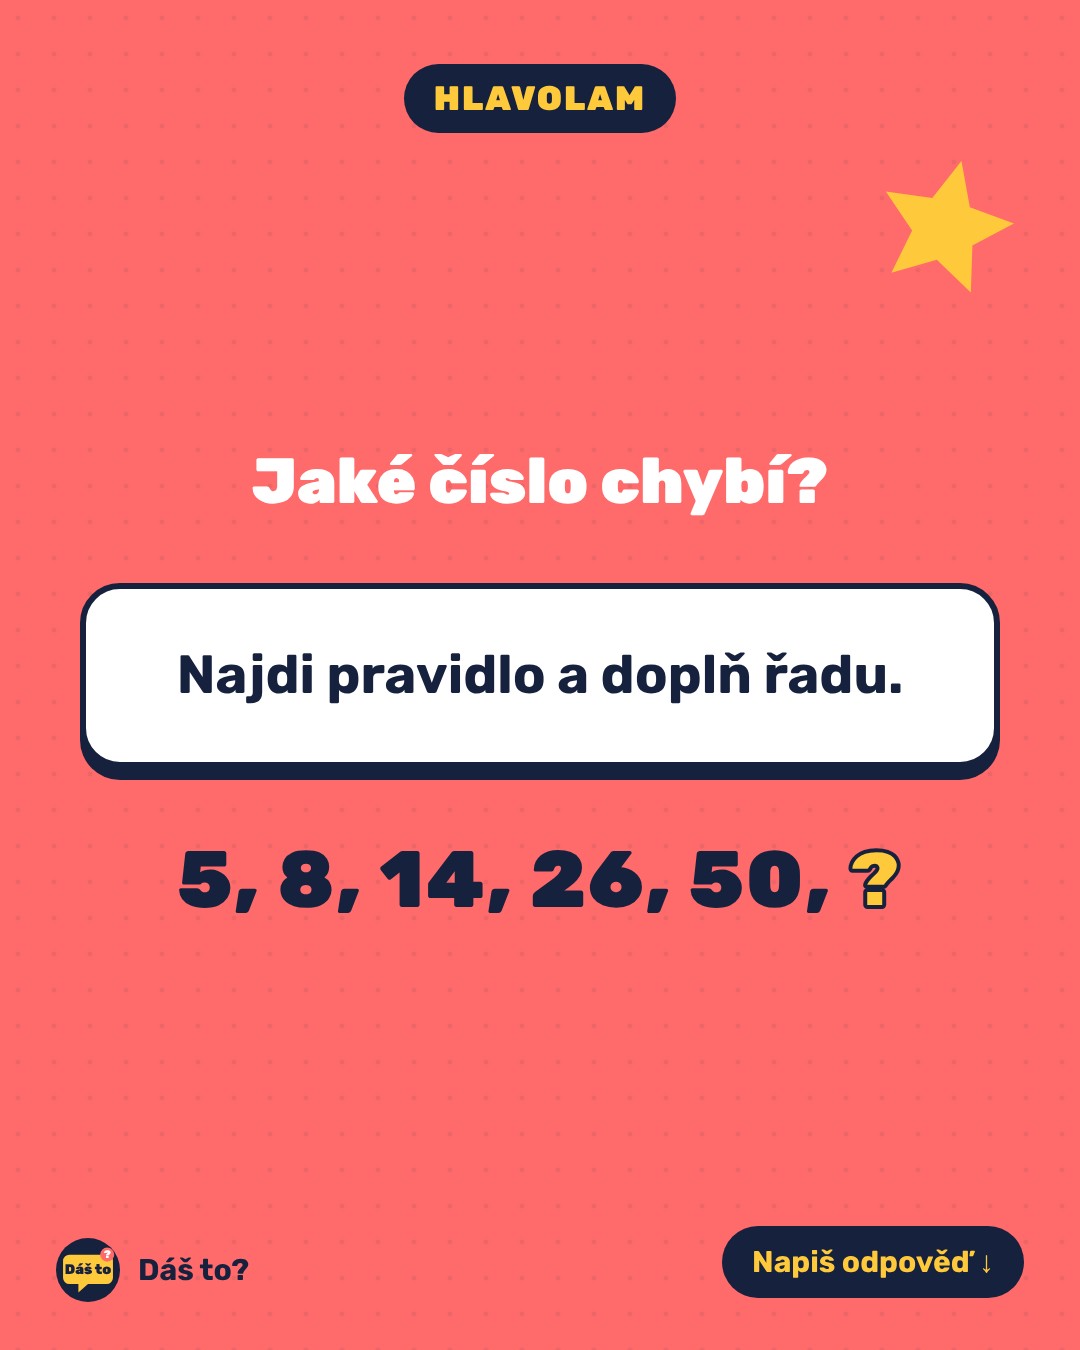 HLAVOLAM
Jaké číslo chybí?
Najdi pravidlo a doplň řadu.
5, 8, 14, 26, 50, ?
Dáš to
?
Dáš to?
Napiš odpověď ↓